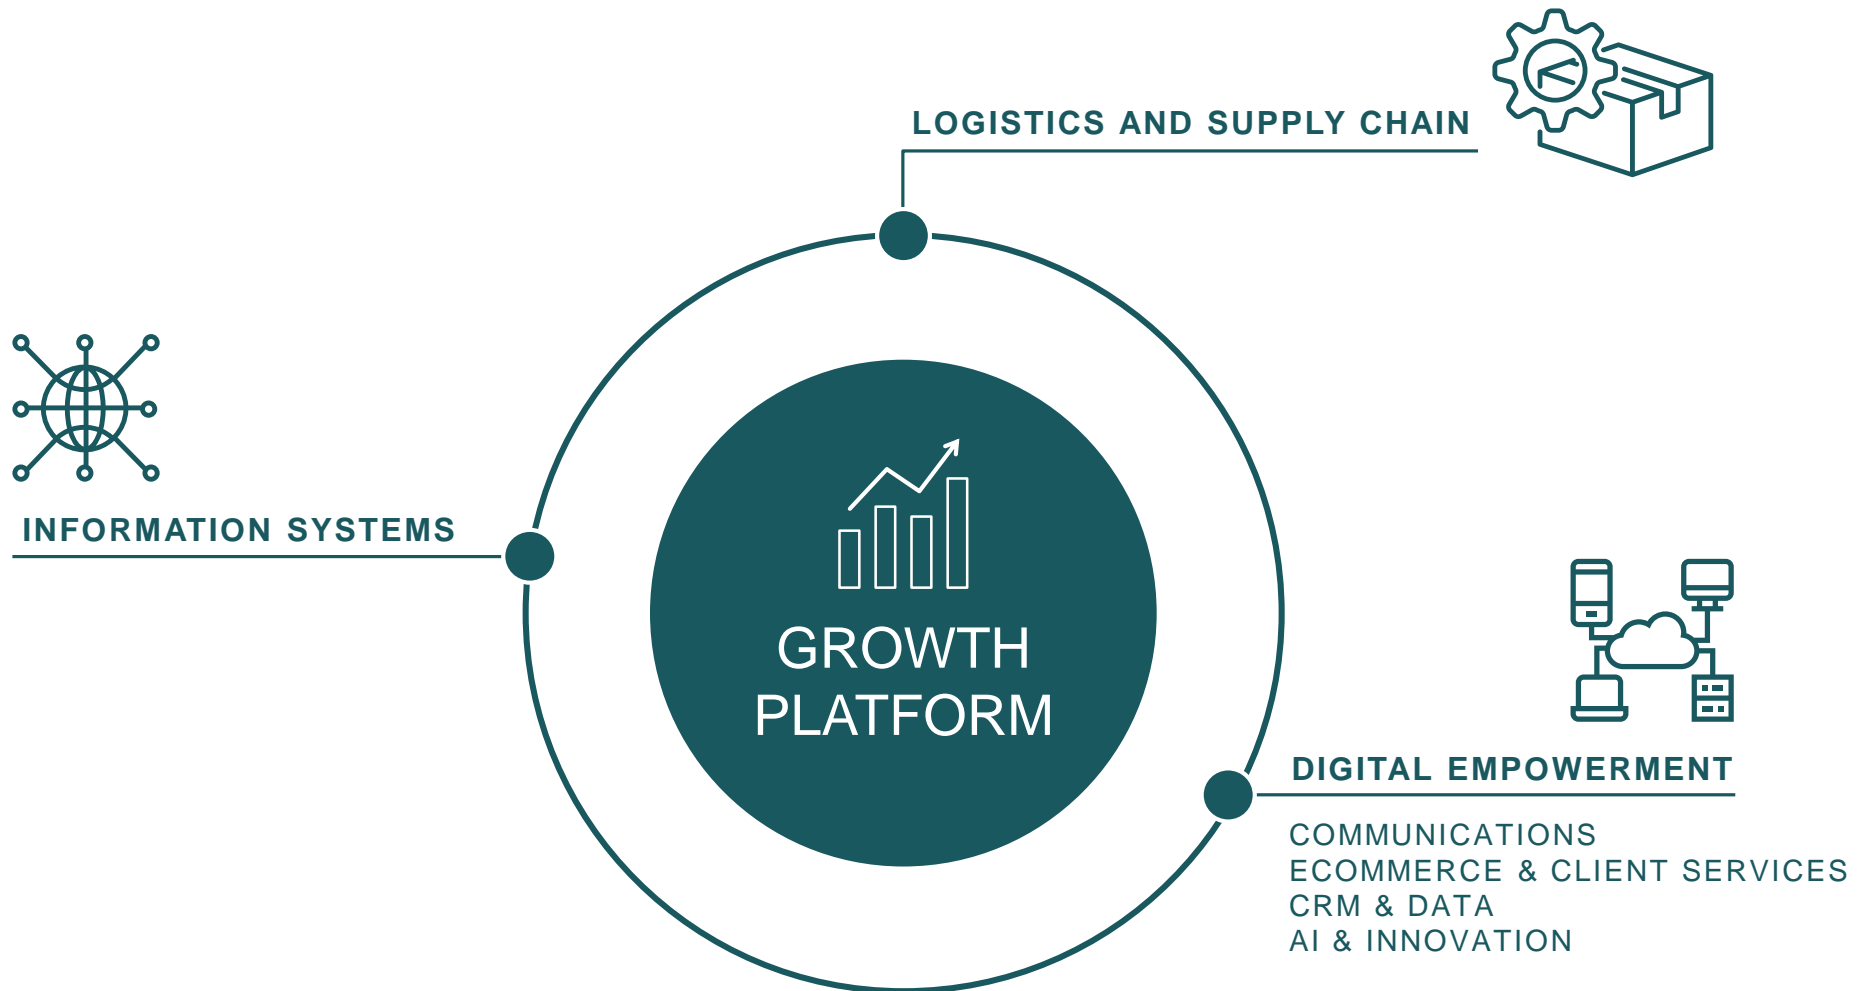 LOGISTICS AND SUPPLY CHAIN
INFORMATION SYSTEMS
GROWTH
PLATFORM
DIGITAL EMPOWERMENT
COMMUNICATIONS
ECOMMERCE & CLIENT SERVICES
CRM & DATA
AI & INNOVATION